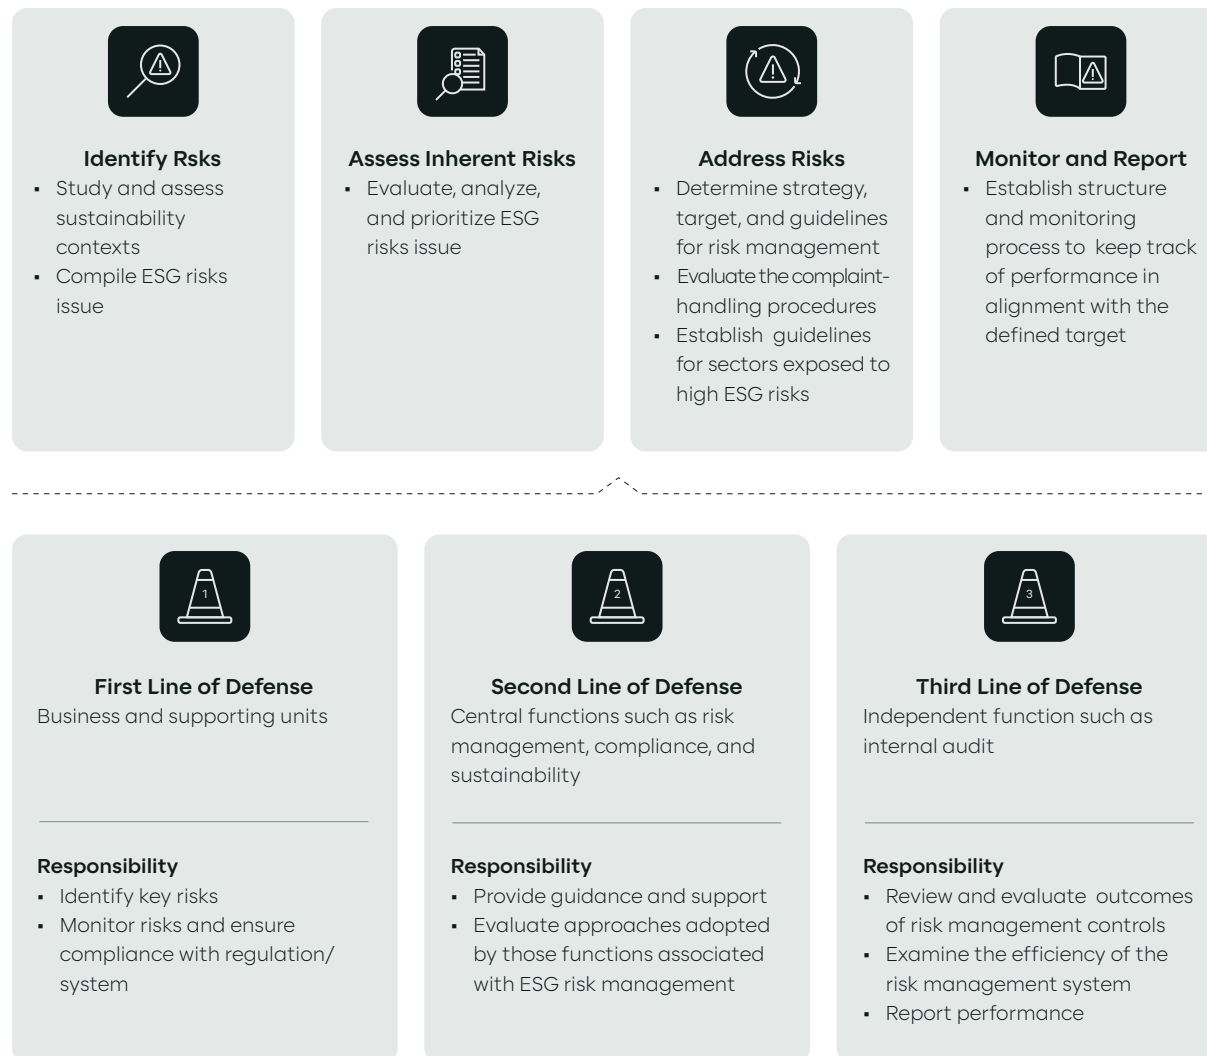 Identify Rsks
▪ Study and assess
sustainability
contexts
▪ Compile ESG risks
issue
Assess Inherent Risks
▪ Evaluate, analyze,
and prioritize ESG
risks issue
Address Risks
▪ Determine strategy,
target, and guidelines
for risk management
▪ Evaluate the complaint-
handling procedures
▪ Establish guidelines
for sectors exposed to
high ESG risks
Monitor and Report
▪ Establish structure
and monitoring
process to keep track
of performance in
alignment with the
defined target
1
First Line of Defense
Business and supporting units
Responsibility
▪ Identify key risks
▪ Monitor risks and ensure
compliance with regulation/
system
2
Second Line of Defense
Central functions such as risk
management, compliance, and
sustainability
Responsibility
▪ Provide guidance and support
▪ Evaluate approaches adopted
by those functions associated
with ESG risk management
3
Third Line of Defense
Independent function such as
internal audit
Responsibility
▪ Review and evaluate outcomes
of risk management controls
▪ Examine the efficiency of the
risk management system
▪ Report performance